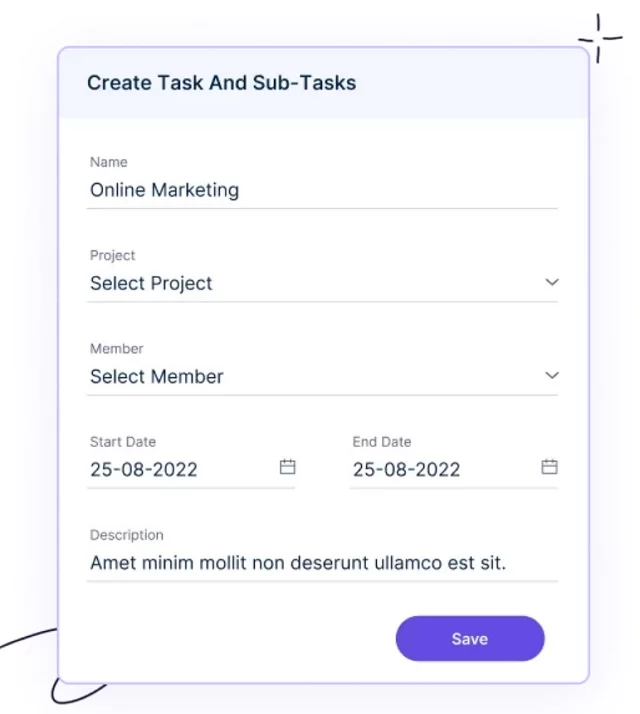 Create Task And Sub-Tasks
Name
Online Marketing
Project
Select Project
Member
Select Member
Start Date End Date
25-08-2022 25-08-2022
Description
Amet minim mollit non deserunt ullamco est sit.
Save